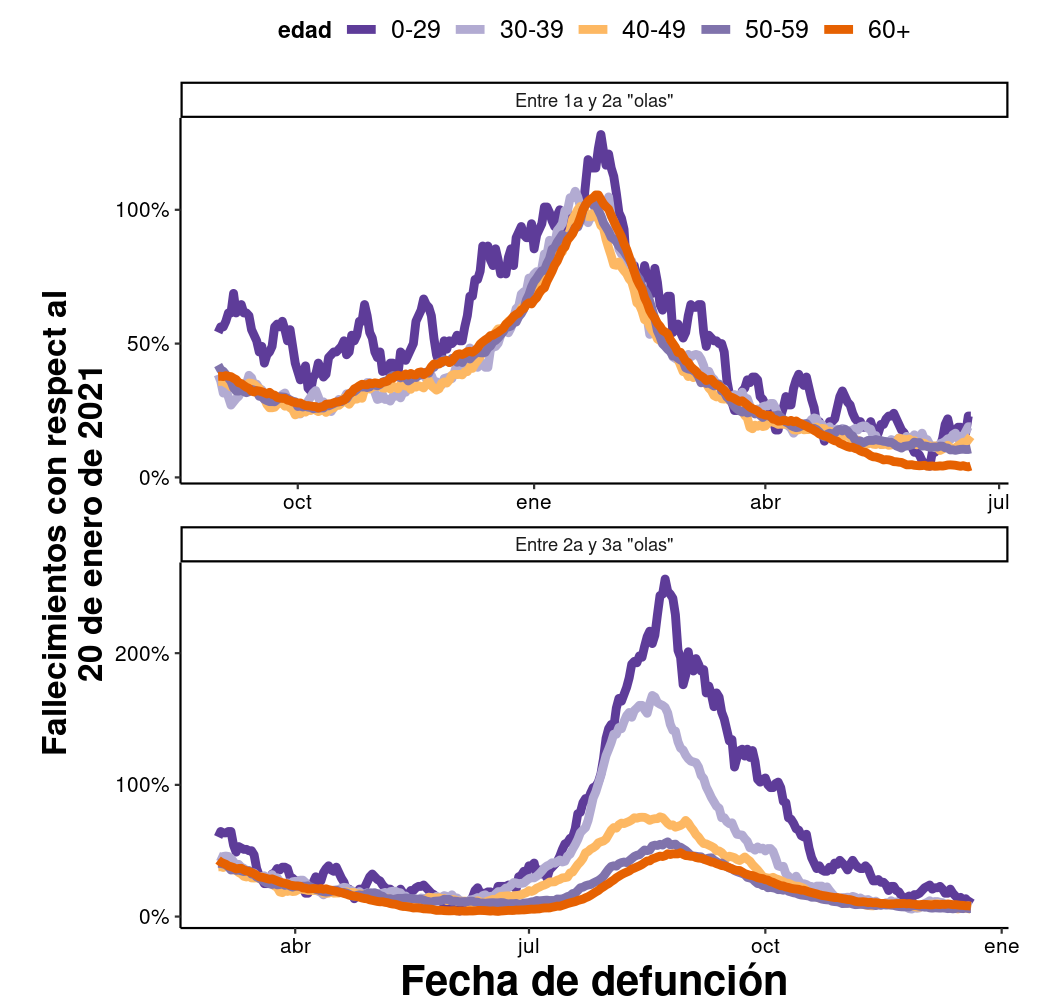 edad 0-29 30-39 40-49 50-59 60+
Entre 1a y 2a "olas"
100%
50%
0%
oct ene abr jul
Entre 2a y 3a "olas"
200%
100%
0%
abr jul oct ene
Fallecimientos con respect al
20 de enero de 2021
Fecha de defunción